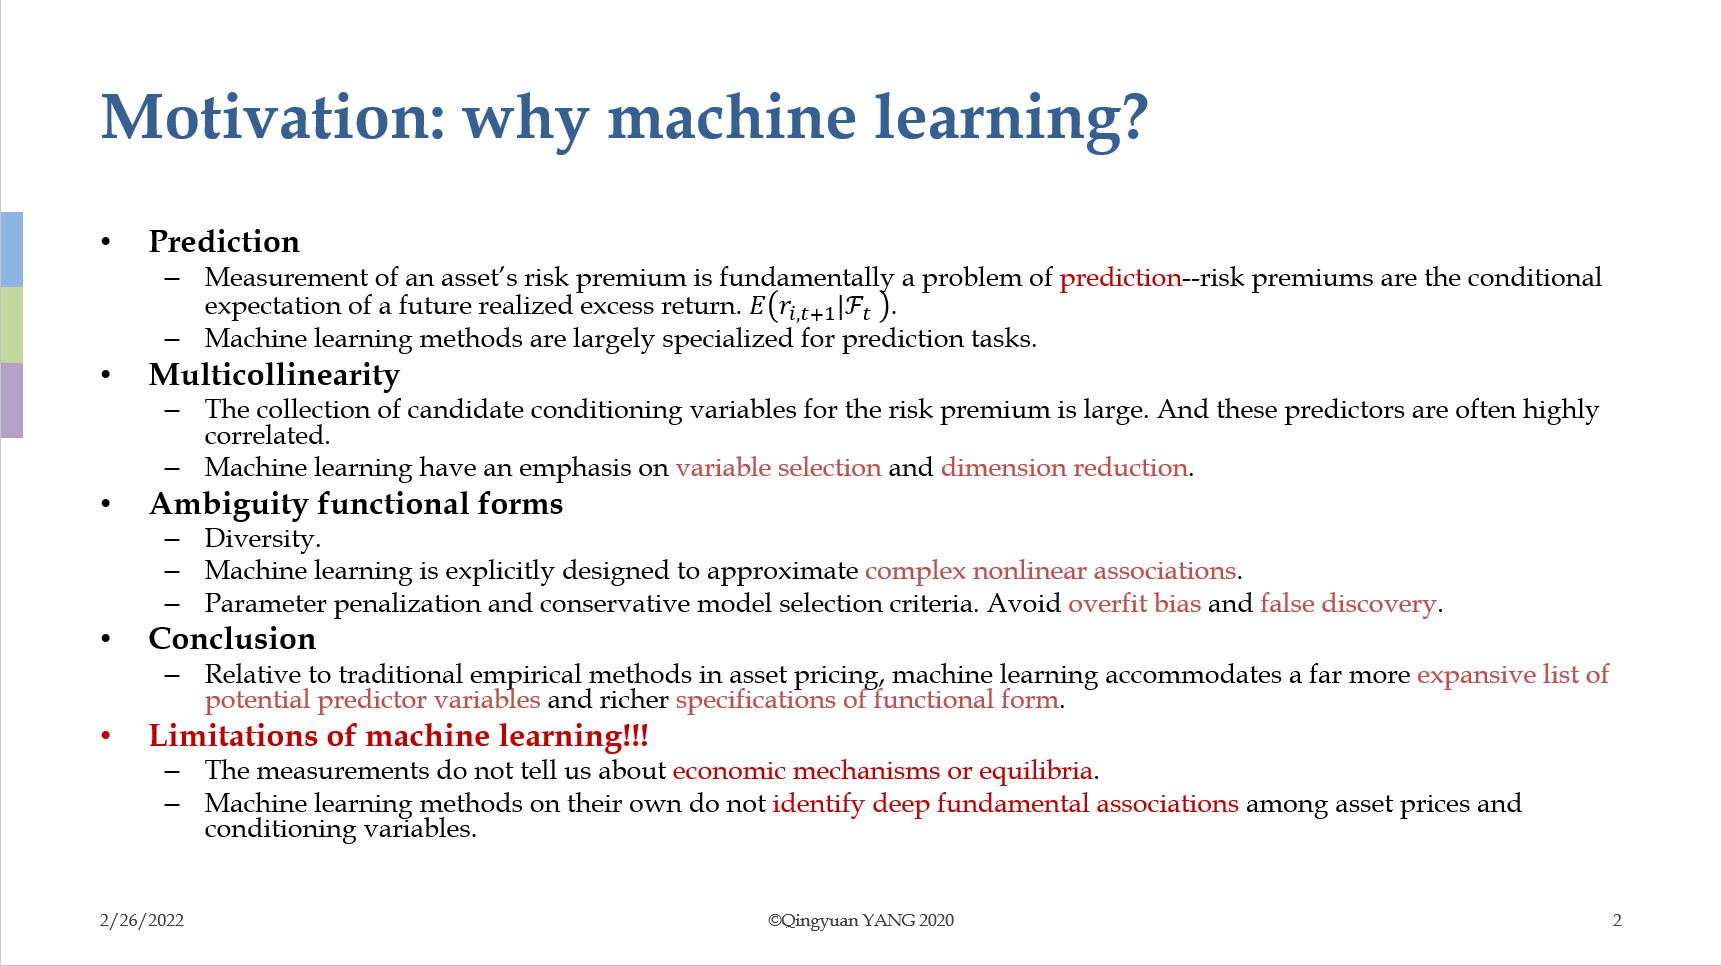 Motivation: why machine learning?
• Prediction
– Measurement of an asset’s risk premium is fundamentally a problem of prediction--risk premiums are the conditional
expectation of a future realized excess return. E(r_{i,t+1}|ℱ_t ).
– Machine learning methods are largely specialized for prediction tasks.
• Multicollinearity
– The collection of candidate conditioning variables for the risk premium is large. And these predictors are often highly
correlated.
– Machine learning have an emphasis on variable selection and dimension reduction.
• Ambiguity functional forms
– Diversity.
– Machine learning is explicitly designed to approximate complex nonlinear associations.
– Parameter penalization and conservative model selection criteria. Avoid overfit bias and false discovery.
• Conclusion
– Relative to traditional empirical methods in asset pricing, machine learning accommodates a far more expansive list of
potential predictor variables and richer specifications of functional form.
• Limitations of machine learning!!!
– The measurements do not tell us about economic mechanisms or equilibria.
– Machine learning methods on their own do not identify deep fundamental associations among asset prices and
conditioning variables.
2/26/2022
©Qingyuan YANG 2020
2